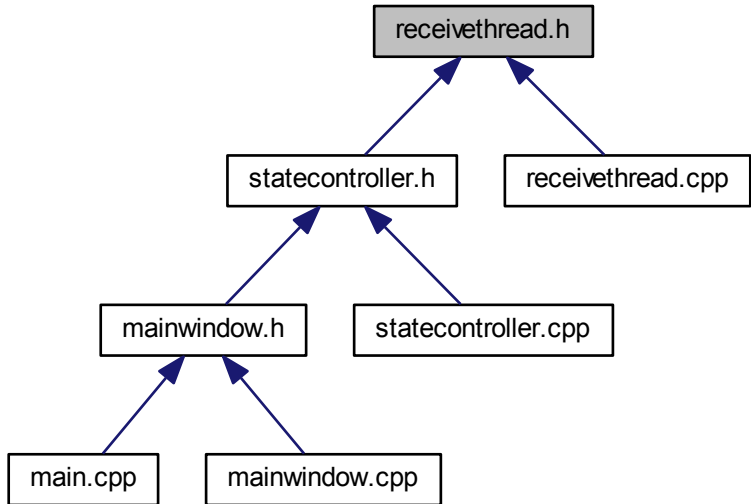 receivethread.h
statecontroller.h
receivethread.cpp
mainwindow.h
statecontroller.cpp
main.cpp
mainwindow.cpp